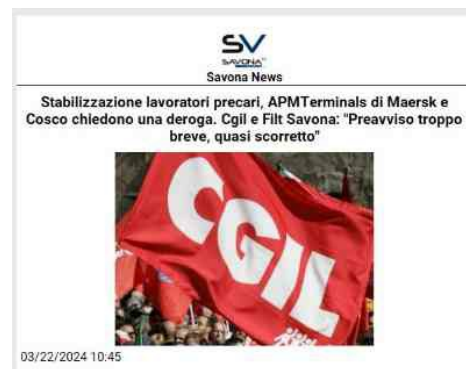 SV
SAVONA
Savona News
Stabilizzazione lavoratori precari, APMTerminals di Maersk e
Cosco chiedono una deroga. Cgil e Filt Savona: "Preavviso troppo
breve, quasi scorretto"
CGIL
03/22/2024 10:45